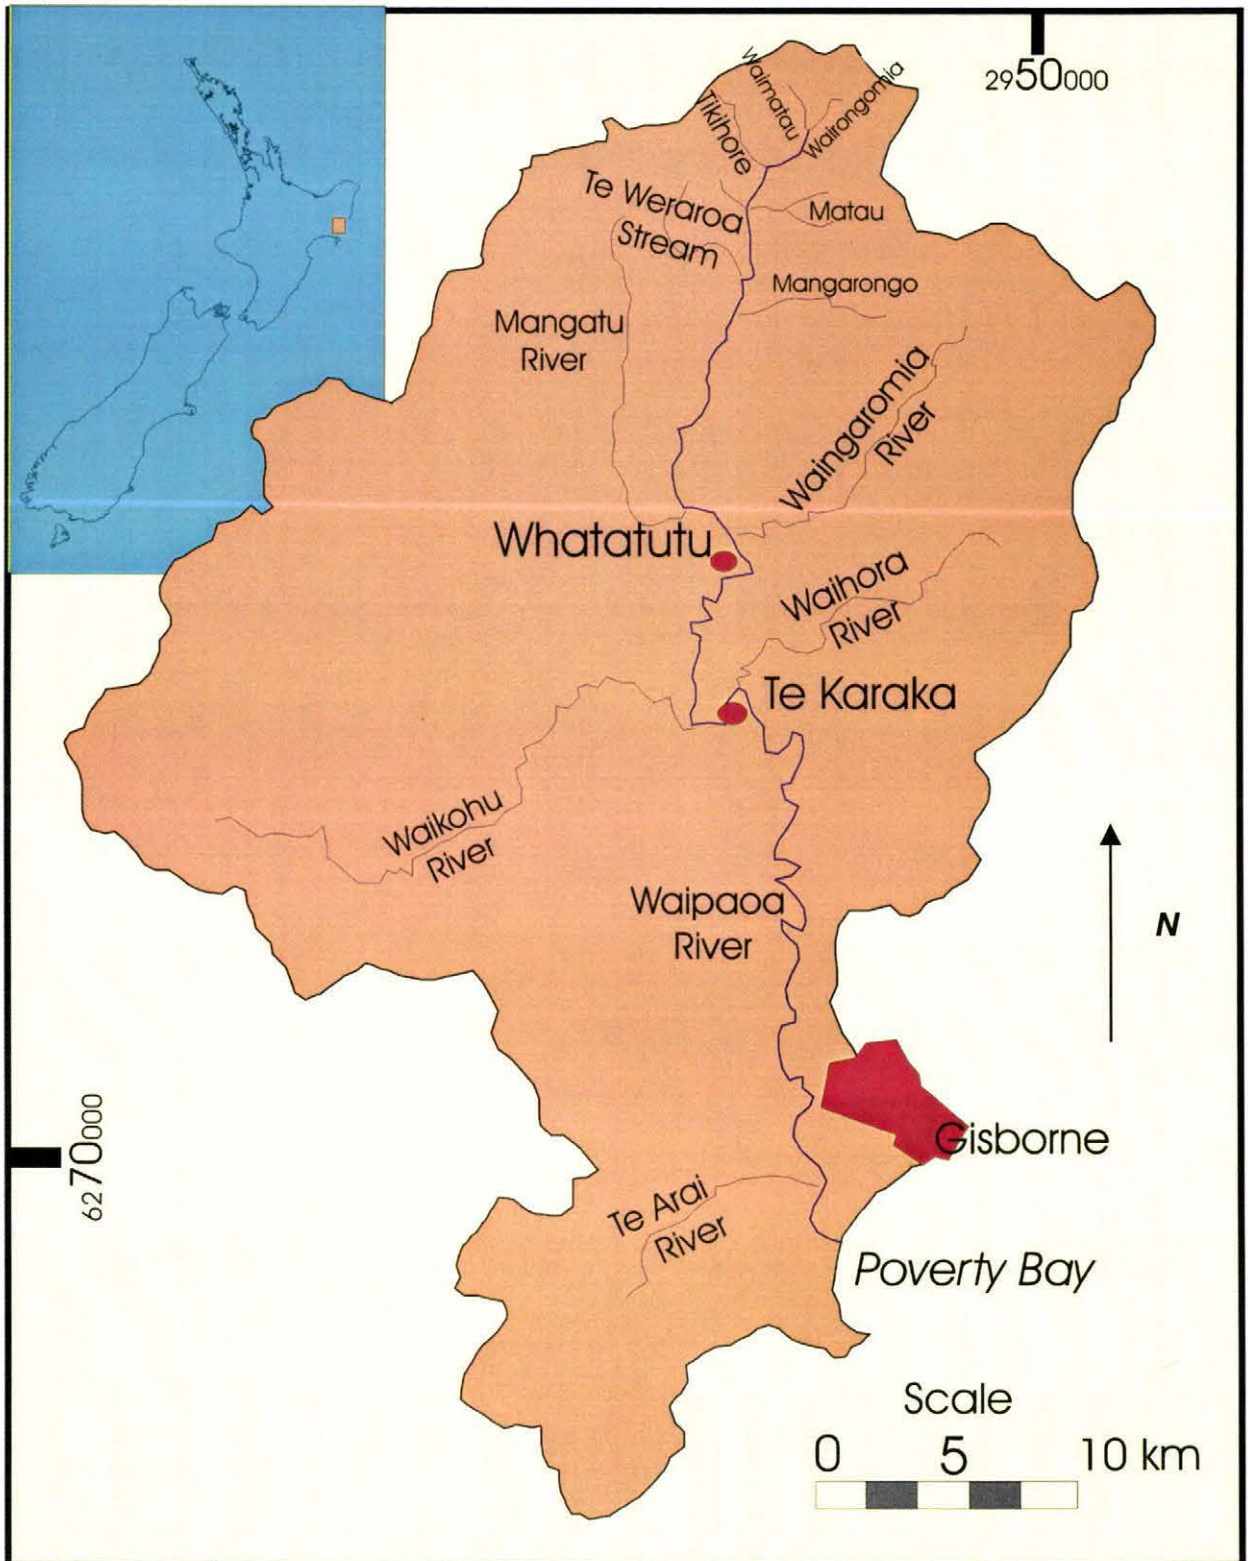 2950000
Waimatau
Wairongomia
Tikihore
Te Weraroa
Stream
Matau
Mangarongo
Mangatu
River
Waingaromia
River
Whatatutu
Waihora
River
Te Karaka
Waikohu
River
Waipaoa
River
N
6270000
Gisborne
Te Arai
River
Poverty Bay
Scale
0 5 10 km